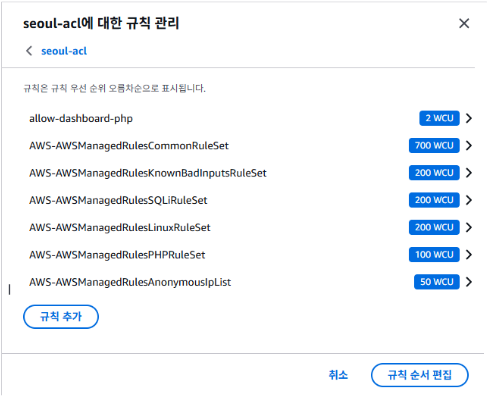 seoul-acl에 대한 규칙 관리
seoul-acl
규칙은 규칙 우선 순위 오름차순으로 표시됩니다.
allow-dashboard-php 2 WCU
AWS-AWSManagedRulesCommonRuleSet 700 WCU
AWS-AWSManagedRulesKnownBadInputsRuleSet 200 WCU
AWS-AWSManagedRulesSQLiRuleSet 200 WCU
AWS-AWSManagedRulesLinuxRuleSet 200 WCU
AWS-AWSManagedRulesPHPRuleSet 100 WCU
AWS-AWSManagedRulesAnonymousIpList 50 WCU
규칙 추가
취소 규칙 순서 편집